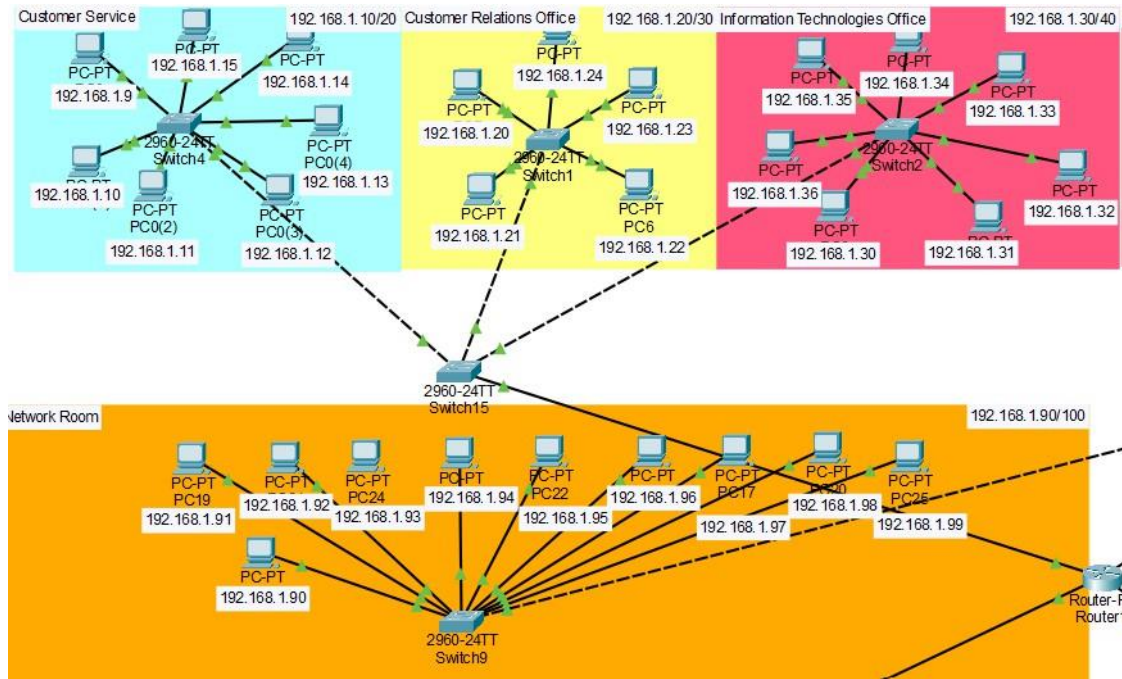 Customer Service
192.168.1.10/20
PC-PT
192.168.1.9
PC-PT
192.168.1.15
PC-PT
192.168.1.14
2960-24TT
Switch4
PC-PT
PC0(4)
192.168.1.13
192.168.1.10
PC-PT
PC0(2)
192.168.1.11
PC-PT
PC0(3)
192.168.1.12
Customer Relations Office
192.168.1.20/30
PC-PT
192.168.1.24
192.168.1.20
PC-PT
192.168.1.23
2960-24TT
Switch1
PC-PT
192.168.1.21
PC-PT
PC6
192.168.1.22
Information Technologies Office
192.168.1.30/40
PC-PT
192.168.1.35
PC-PT
192.168.1.34
PC-PT
192.168.1.33
2960-24TT
Switch2
PC-PT
192.168.1.36
PC-PT
192.168.1.32
PC-PT
192.168.1.30
192.168.1.31
2960-24TT
Switch15
Network Room
192.168.1.90/100
PC-PT
PC19
192.168.1.91
PC-PT
192.168.1.92
PC-PT
PC24
192.168.1.93
PC-PT
192.168.1.94
PC-PT
PC22
192.168.1.95
PC-PT
192.168.1.96
PC-PT
PC17
192.168.1.97
PC-PT
192.168.1.98
PC-PT
PC25
192.168.1.99
PC-PT
192.168.1.90
2960-24TT
Switch9